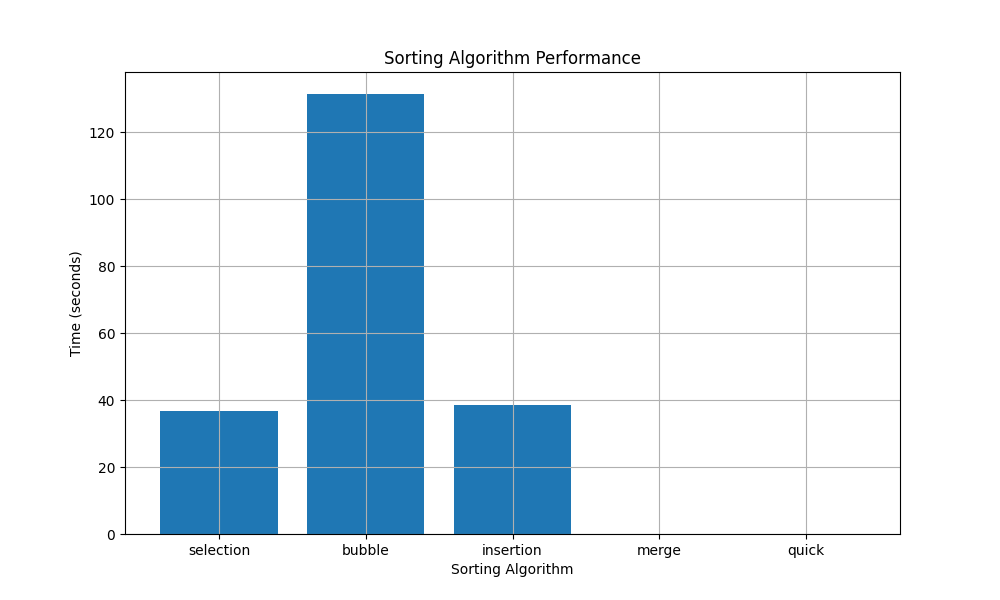 Sorting Algorithm Performance
120
100
80
60
40
20
0
Time (seconds)
selection bubble insertion merge quick
Sorting Algorithm